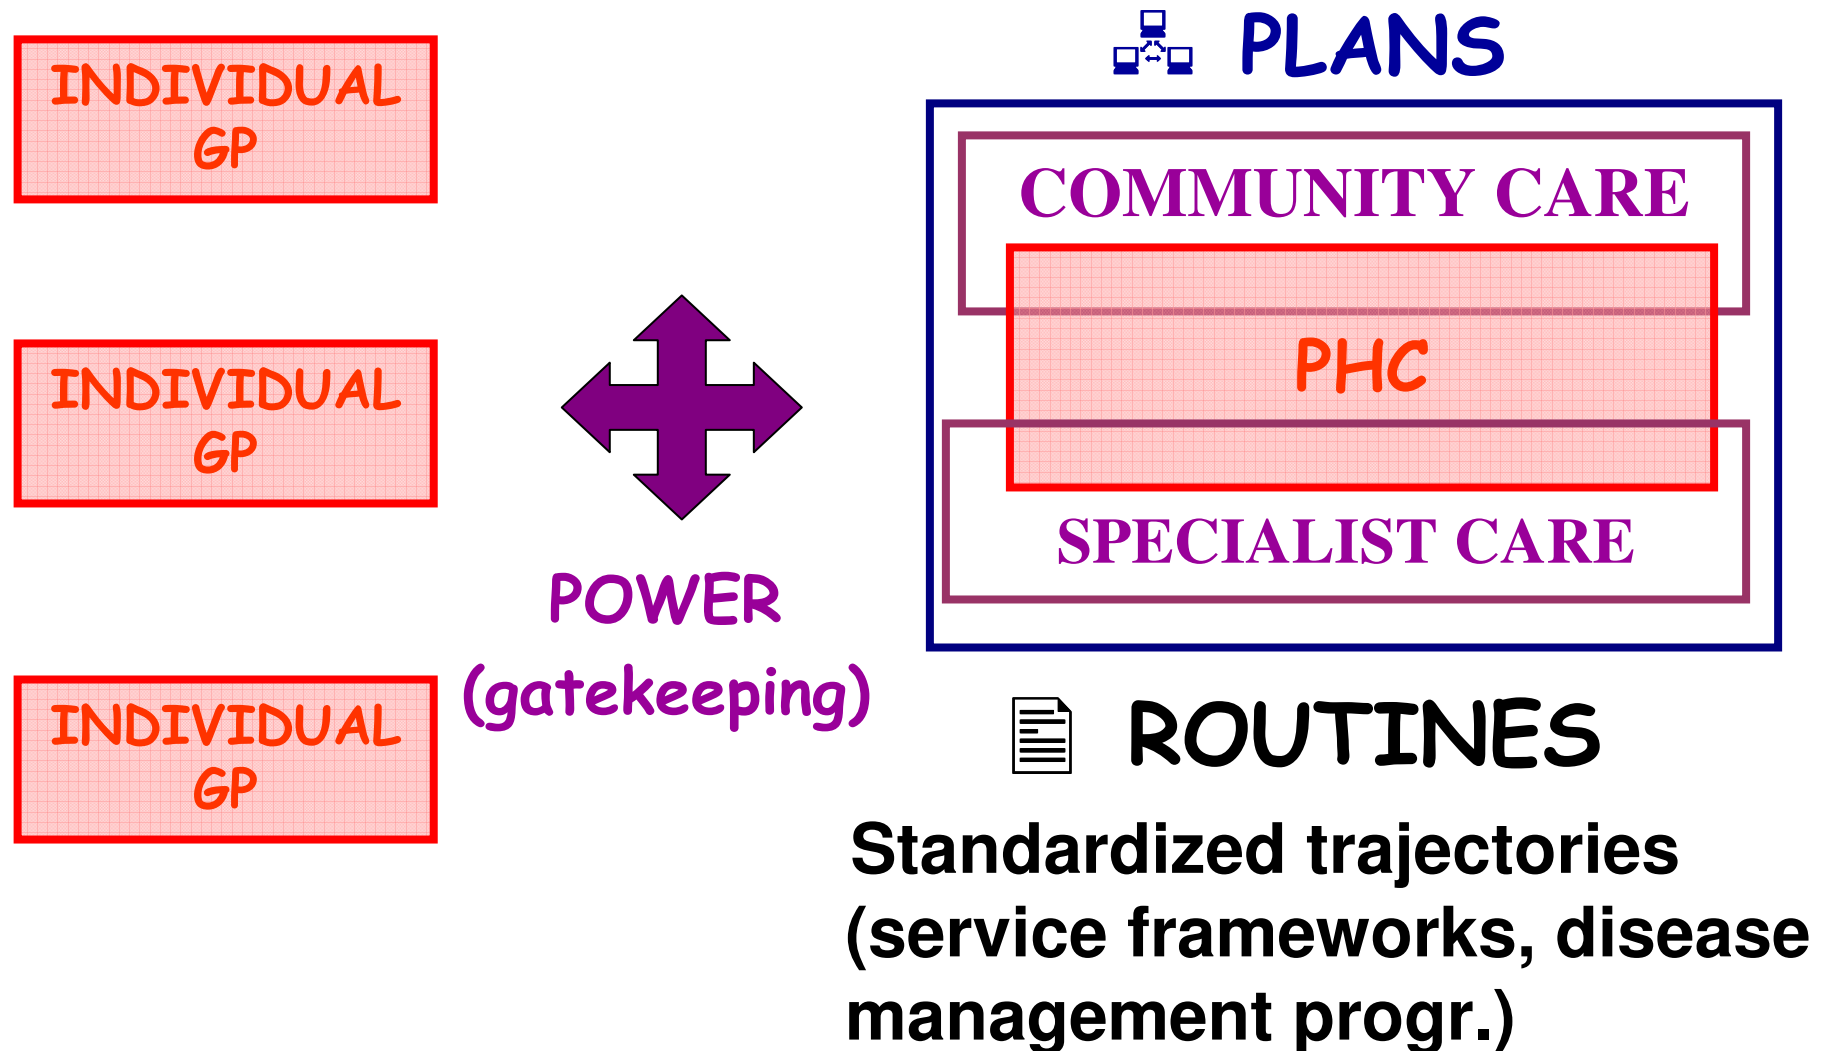 INDIVIDUAL
GP
INDIVIDUAL
GP
INDIVIDUAL
GP
POWER
(gatekeeping)
PLANS
COMMUNITY CARE
PHC
SPECIALIST CARE
ROUTINES
Standardized trajectories
(service frameworks, disease
management progr.)